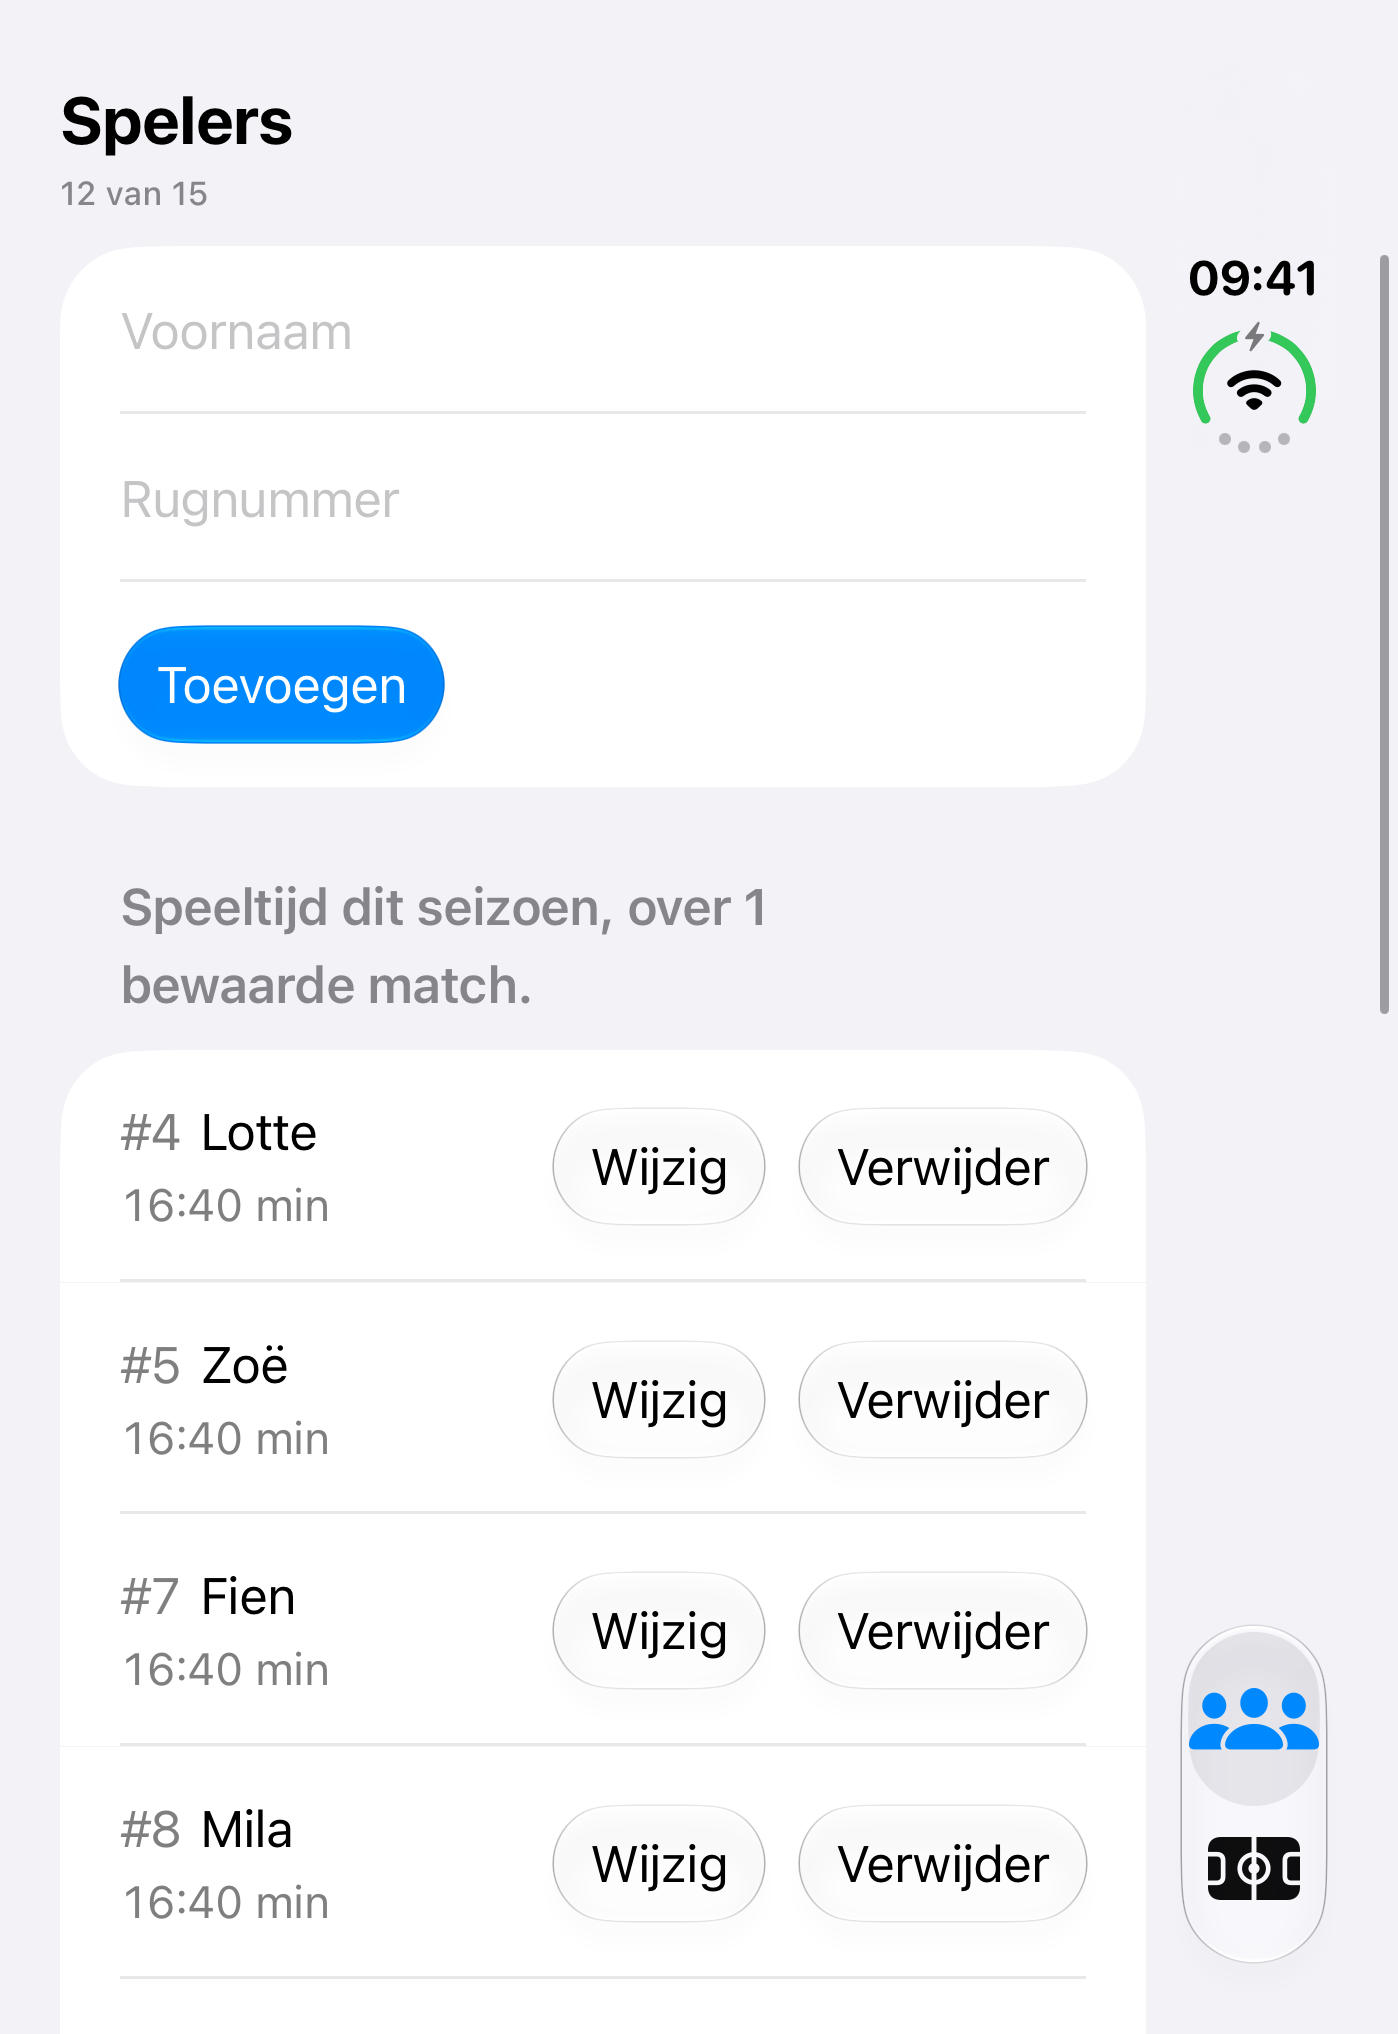 Spelers
12 van 15
09:41
Voornaam
Rugnummer
Toevoegen
Speeltijd dit seizoen, over 1
bewaarde match.
#4 Lotte
16:40 min
Wijzig
Verwijder
#5 Zoë
16:40 min
Wijzig
Verwijder
#7 Fien
16:40 min
Wijzig
Verwijder
#8 Mila
16:40 min
Wijzig
Verwijder